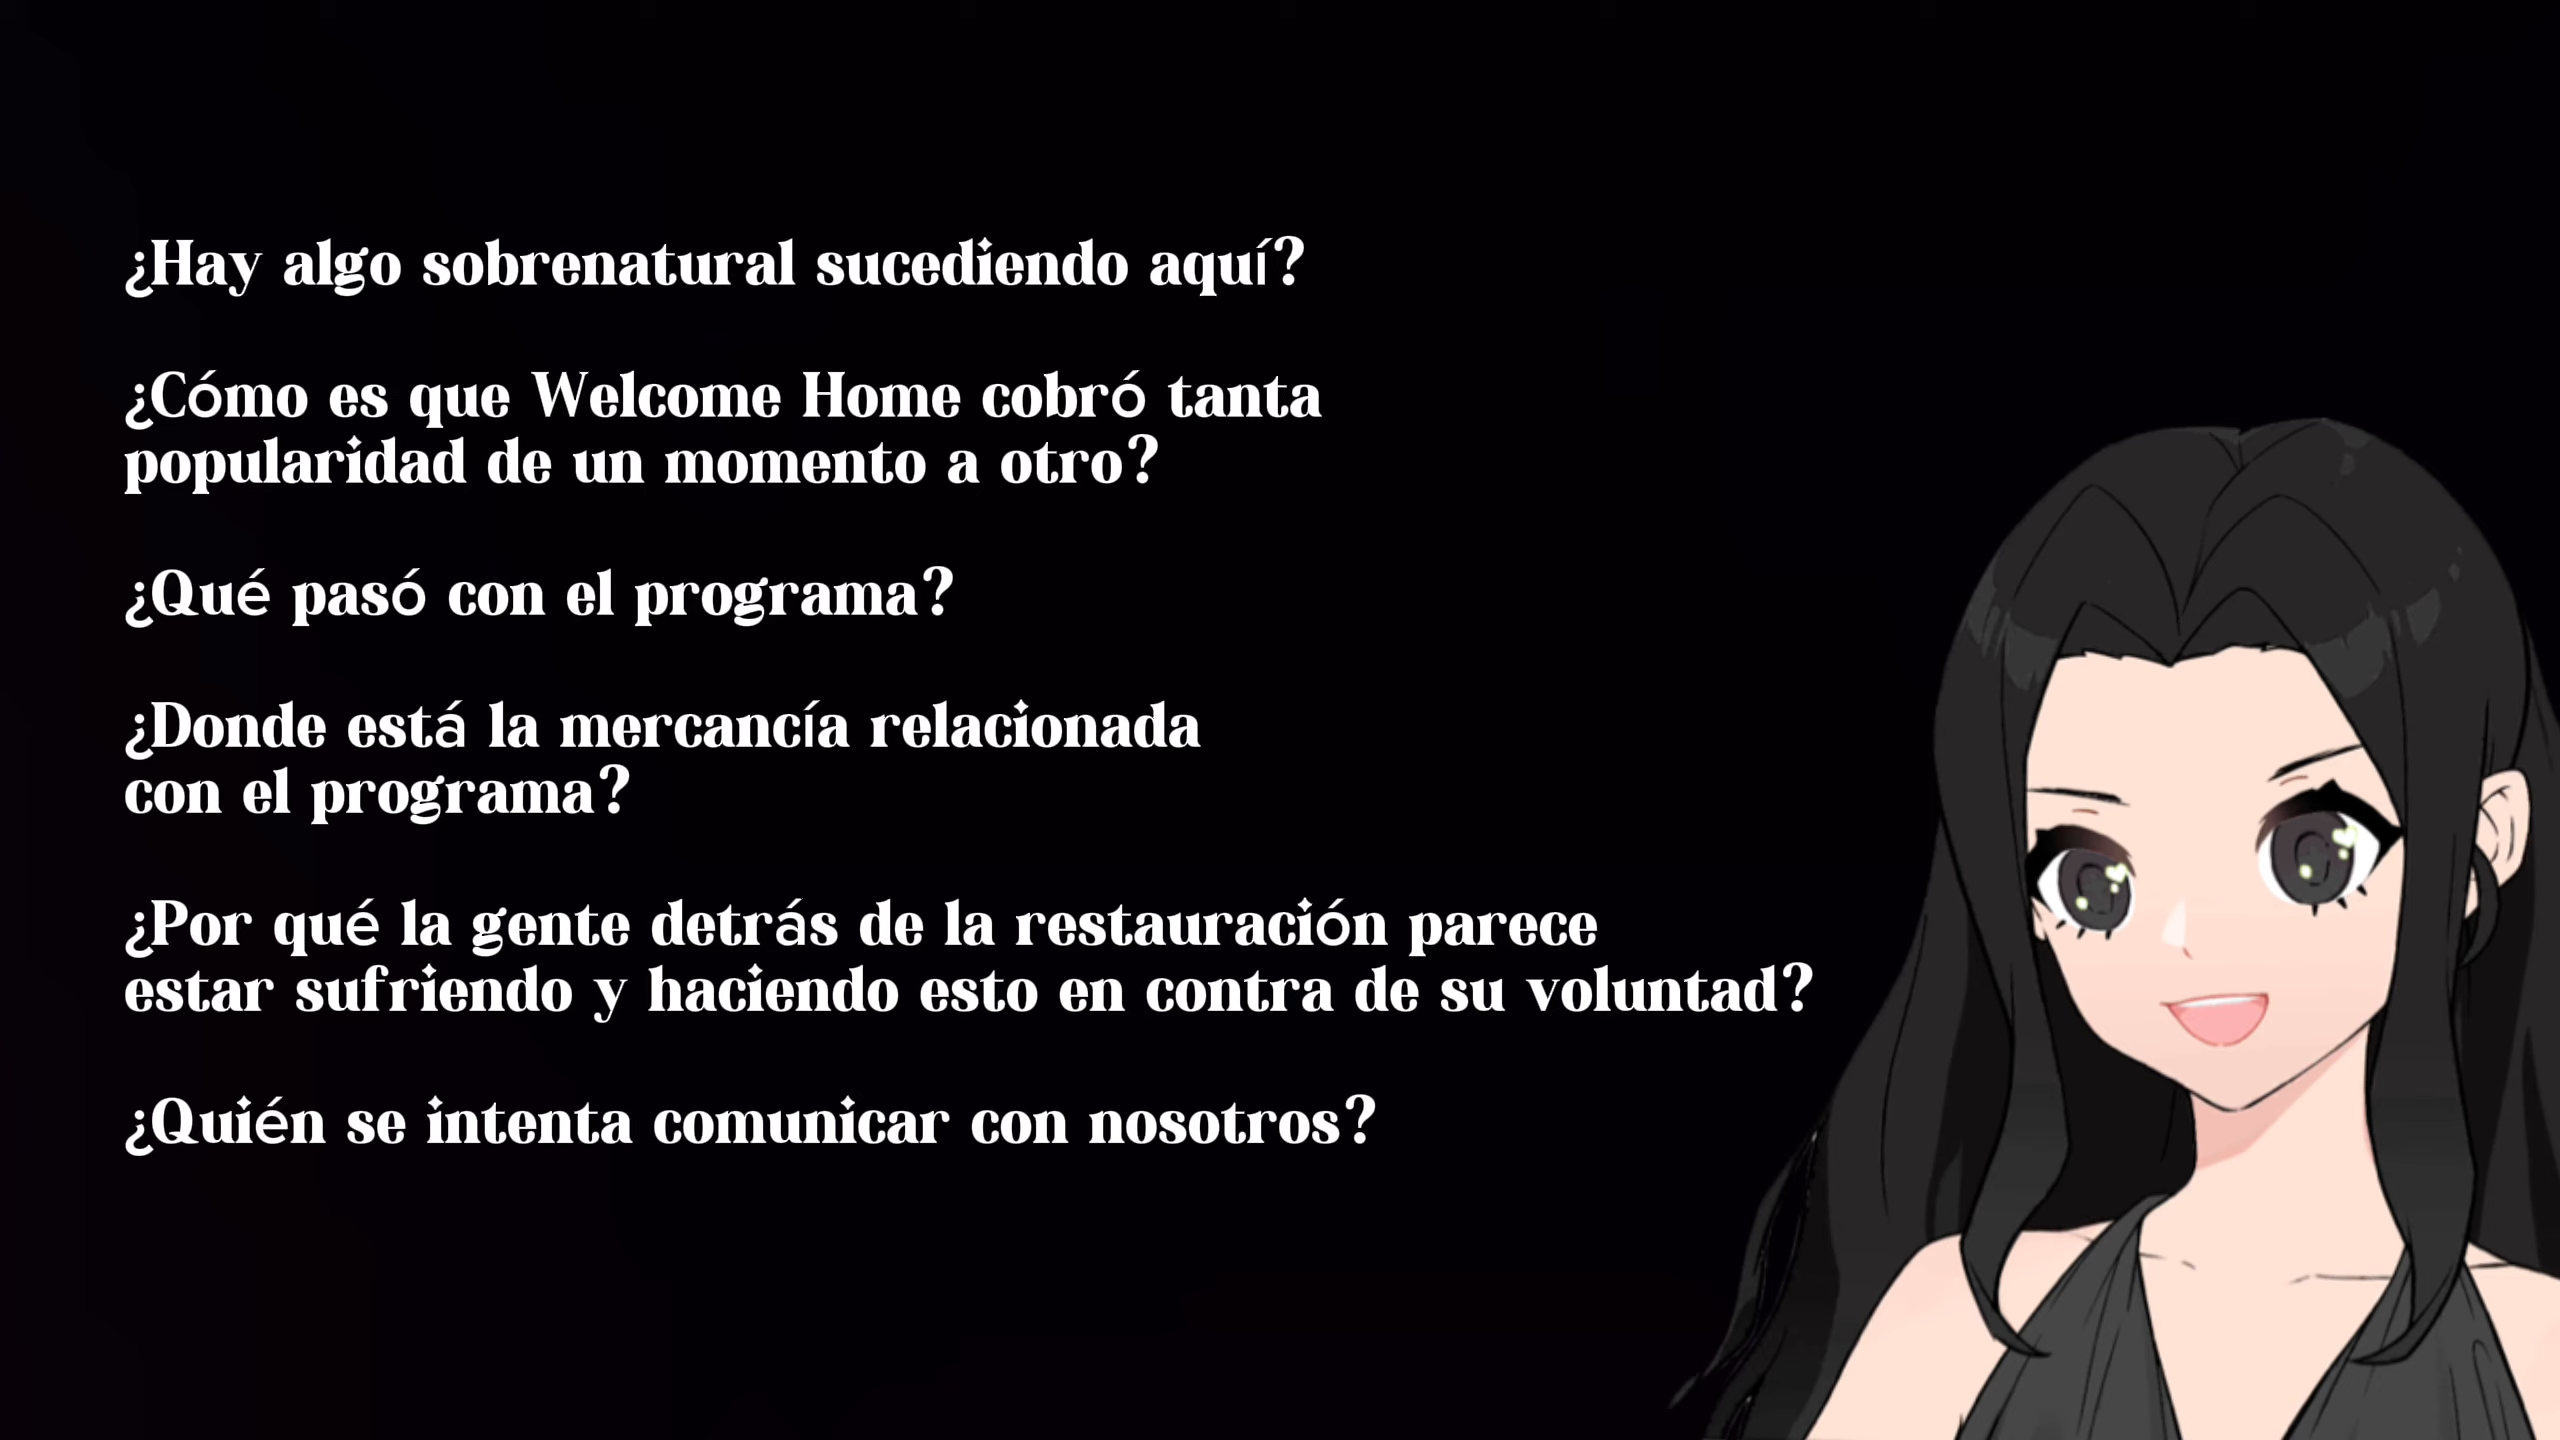 ¿Hay algo sobrenatural sucediendo aquí?
¿Cómo es que Welcome Home cobró tanta
popularidad de un momento a otro?
¿Qué pasó con el programa?
¿Donde está la mercancía relacionada
con el programa?
¿Por qué la gente detrás de la restauración parece
estar sufriendo y haciendo esto en contra de su voluntad?
¿Quién se intenta comunicar con nosotros?